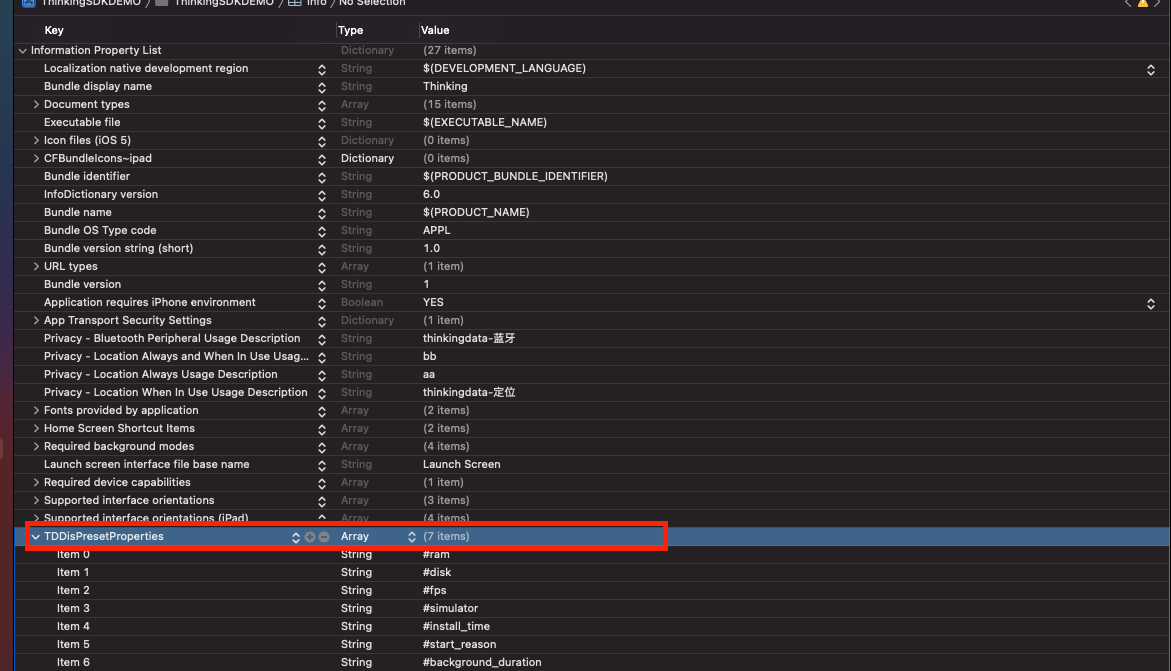 ThinkingSDKDEMO / ThinkingSDKDEMO / Info / No Selection
Key Type Value
Information Property List Dictionary (27 items)
Localization native development region String $(DEVELOPMENT_LANGUAGE)
Bundle display name String Thinking
Document types Array (15 items)
Executable file String $(EXECUTABLE_NAME)
Icon files (iOS 5) Dictionary (0 items)
CFBundleIcons~ipad Dictionary (0 items)
Bundle identifier String $(PRODUCT_BUNDLE_IDENTIFIER)
InfoDictionary version String 6.0
Bundle name String $(PRODUCT_NAME)
Bundle OS Type code String APPL
Bundle version string (short) String 1.0
URL types Array (1 item)
Bundle version String 1
Application requires iPhone environment Boolean YES
App Transport Security Settings Dictionary (1 item)
Privacy - Bluetooth Peripheral Usage Description String thinkingdata-蓝牙
Privacy - Location Always and When In Use Usag... String bb
Privacy - Location Always Usage Description String aa
Privacy - Location When In Use Usage Description String thinkingdata-定位
Fonts provided by application Array (2 items)
Home Screen Shortcut Items Array (2 items)
Required background modes Array (4 items)
Launch screen interface file base name String Launch Screen
Required device capabilities Array (1 item)
Supported interface orientations Array (3 items)
Supported interface orientations (iPad) Array (4 items)
TDDisPresetProperties Array (7 items)
Item 0 String #ram
Item 1 String #disk
Item 2 String #fps
Item 3 String #simulator
Item 4 String #install_time
Item 5 String #start_reason
Item 6 String #background_duration